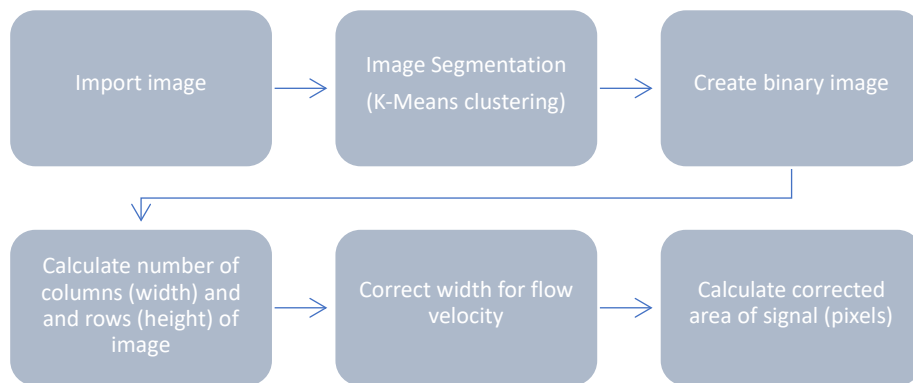 Import image
Image Segmentation
(K-Means clustering)
Create binary image
Calculate number of
columns (width) and
and rows (height) of
image
Correct width for flow
velocity
Calculate corrected
area of signal (pixels)